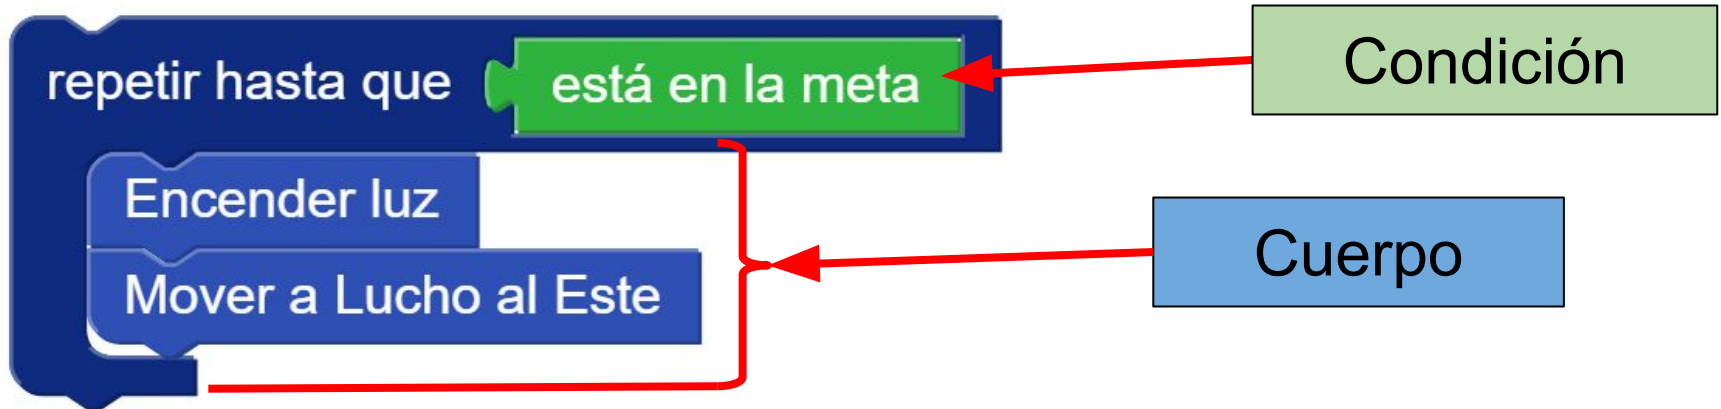 repetir hasta que está en la meta
Condición
Encender luz
Mover a Lucho al Este
Cuerpo